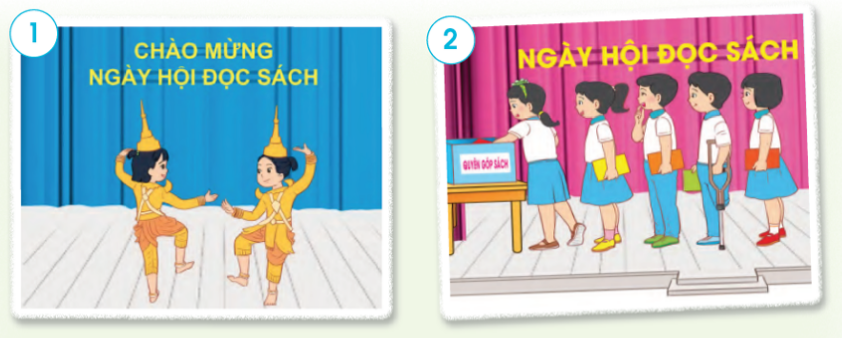 1
CHÀO MỪNG
NGÀY HỘI ĐỌC SÁCH
2
NGÀY HỘI ĐỌC SÁCH
QUYÊN GÓP SÁCH